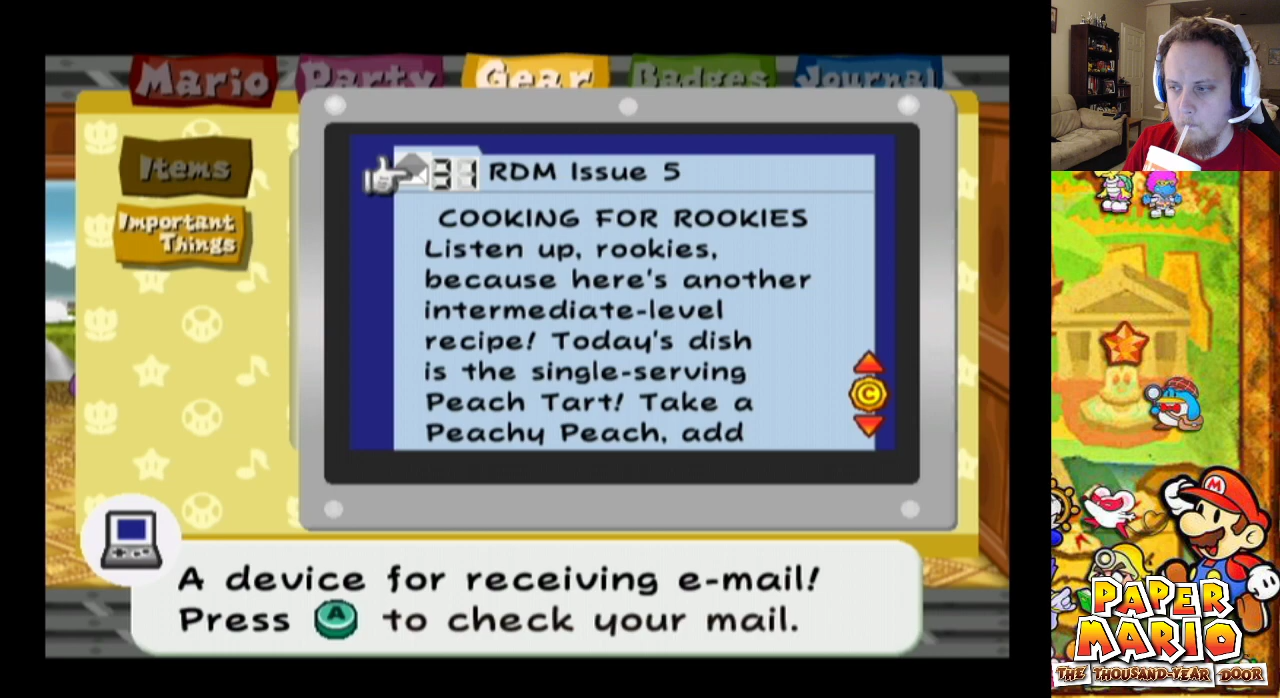 Mario
Party
Gear
Badges
Journal
Items
Important
Things
31 RDM Issue 5
COOKING FOR ROOKIES
Listen up, rookies,
because here's another
intermediate-level
recipe! Today's dish
is the single-serving
Peach Tart! Take a
Peachy Peach, add
C
A device for receiving e-mail!
Press A to check your mail.
M
PAPER
MARIO
THE THOUSAND-YEAR DOOR